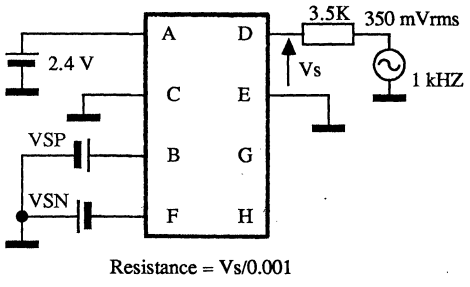 3.5K 350 mVrms
A D
2.4 V
Vs
1 kHZ
C E
VSP
B G
VSN
F H
Resistance = Vs/0.001